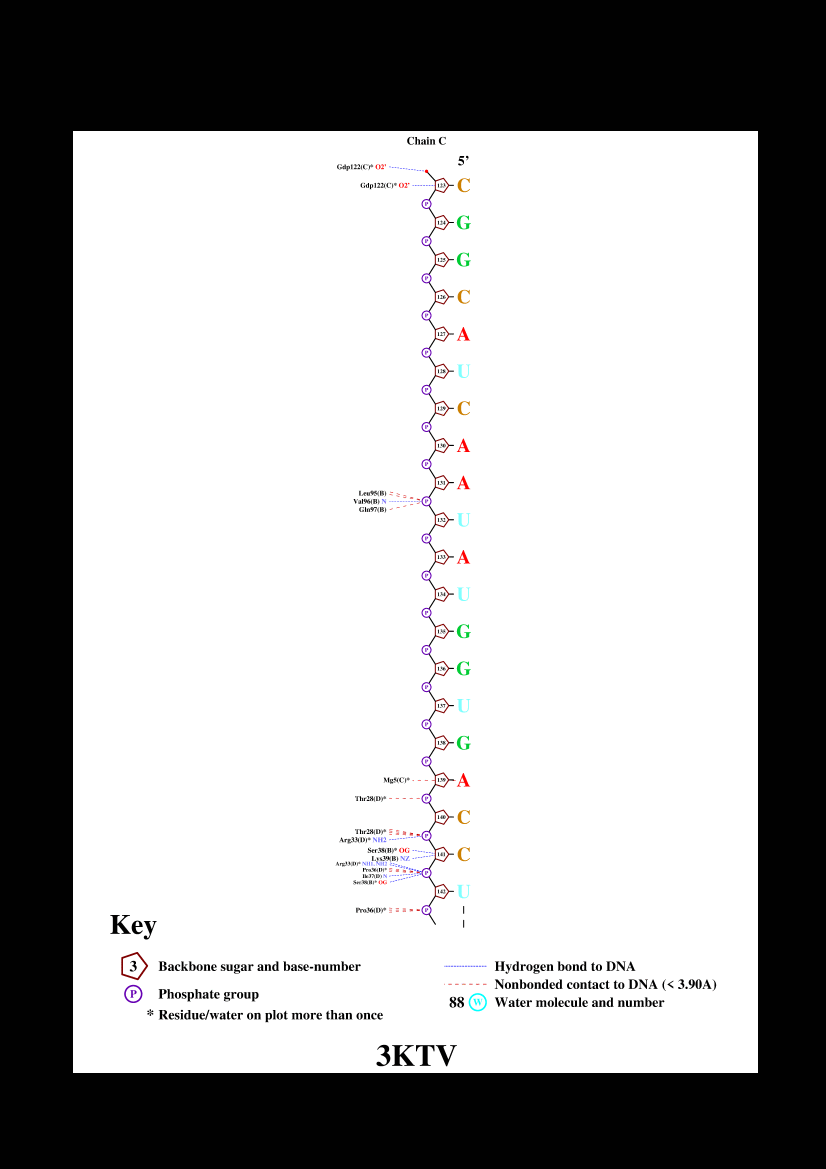 Chain C
5'
Gdp122(C)* O2'
Gdp122(C)* O2' 123 C
P
124 G
P
125 G
P
126 C
P
127 A
P
128 U
P
129 C
P
130 A
P
131 A
Leu95(B)
Val96(B) N P
Gln97(B)
132 U
P
133 A
P
134 U
P
135 G
P
136 G
P
137 U
P
138 G
P
Mg5(C)* 139 A
Thr28(D)* P
140 C
Thr28(D)* P
Arg33(D)* NH2
Ser38(B)* OG 141 C
Lys39(B) NZ
Arg33(D)* NH1, NH2
Pro36(D)* P
Ile37(D) N
Ser38(B)* OG
142 U
Pro36(D)* P
Key
3 Backbone sugar and base-number
P Phosphate group
* Residue/water on plot more than once
Hydrogen bond to DNA
Nonbonded contact to DNA (< 3.90A)
88 W Water molecule and number
3KTV